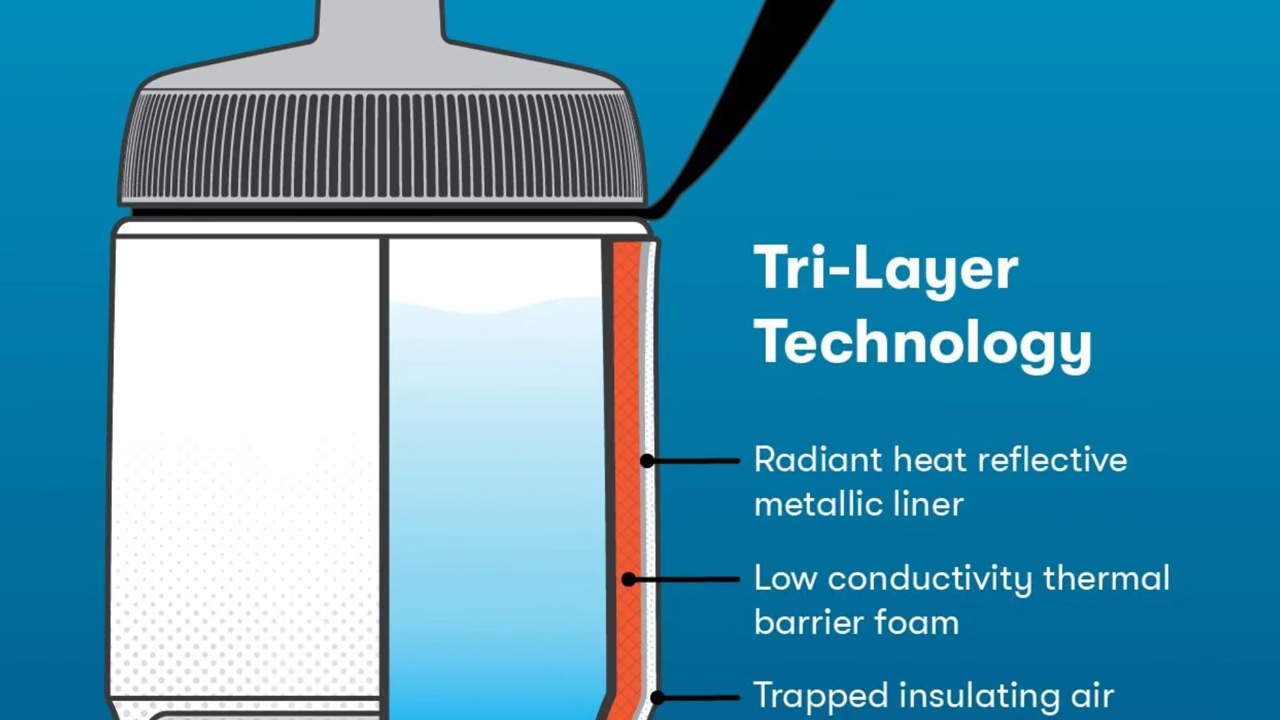 Tri-Layer
Technology
Radiant heat reflective
metallic liner
Low conductivity thermal
barrier foam
Trapped insulating air